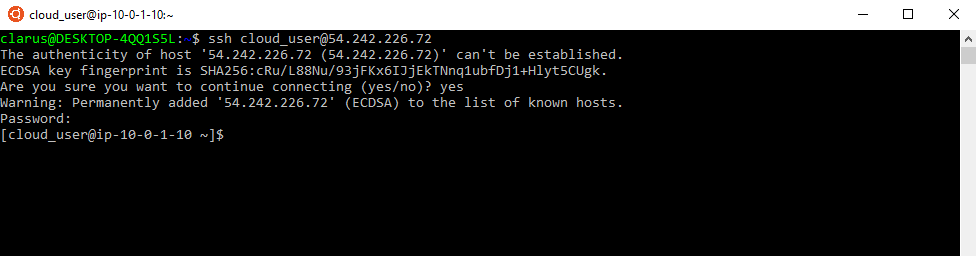 cloud_user@ip-10-0-1-10:~
clarus@DESKTOP-4QQ1S5L:~$ ssh cloud_user@54.242.226.72
The authenticity of host '54.242.226.72 (54.242.226.72)' can't be established.
ECDSA key fingerprint is SHA256:cRu/L88Nu/93jFKx6IJjEkTNnq1ubfDj1+Hlyt5CUgk.
Are you sure you want to continue connecting (yes/no)? yes
Warning: Permanently added '54.242.226.72' (ECDSA) to the list of known hosts.
Password:
[cloud_user@ip-10-0-1-10 ~]$